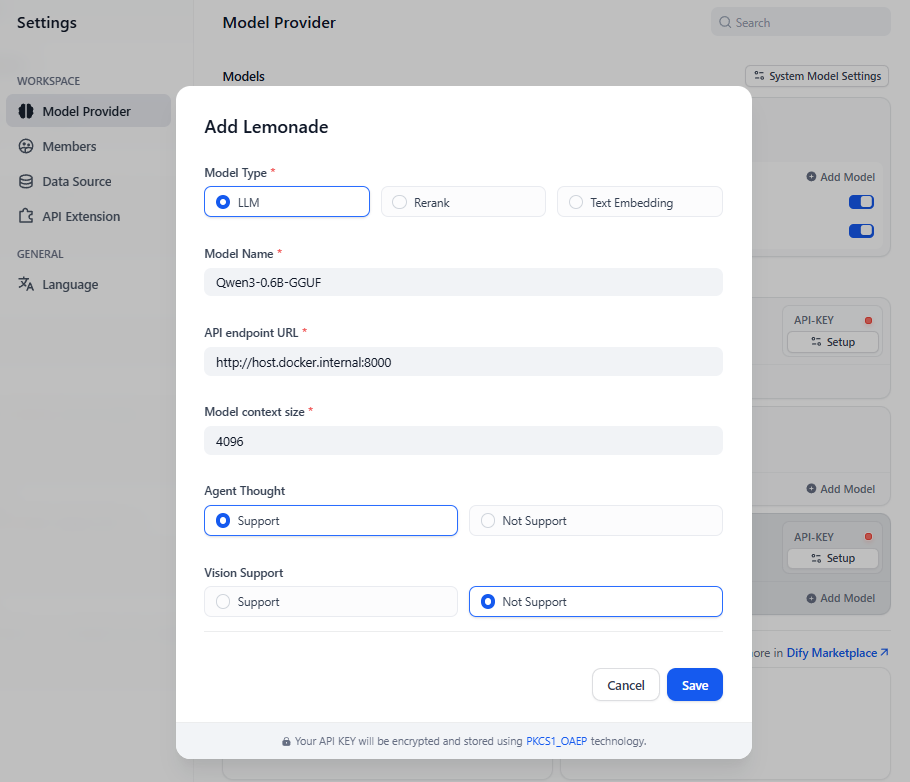 Settings
Model Provider
Search
WORKSPACE
Models
System Model Settings
Model Provider
Members
Data Source
API Extension
GENERAL
Language
Add Lemonade
Model Type *
LLM
Rerank
Text Embedding
Model Name *
Qwen3-0.6B-GGUF
API endpoint URL *
http://host.docker.internal:8000
Model context size *
4096
Agent Thought
Support
Not Support
Vision Support
Support
Not Support
Cancel
Save
Your API KEY will be encrypted and stored using PKCS1_OAEP technology.
Add Model
API-KEY
Setup
Add Model
API-KEY
Setup
Add Model
in Dify Marketplace